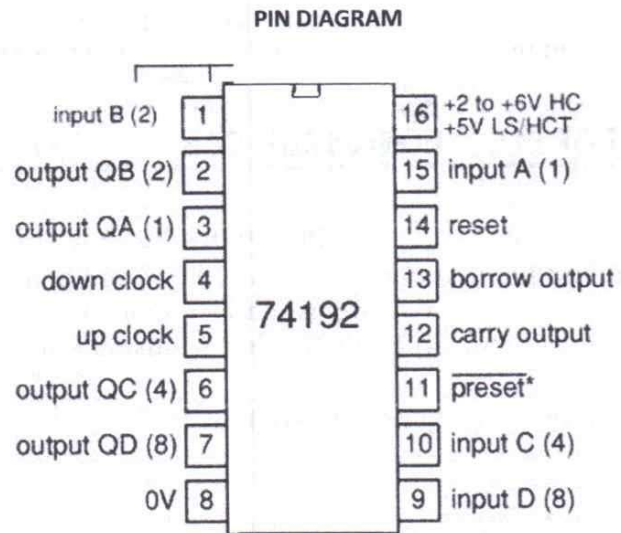 PIN DIAGRAM
input B (2) 1
output QB (2) 2
output QA (1) 3
down clock 4
up clock 5
output QC (4) 6
output QD (8) 7
0V 8
74192
16 +2 to +6V HC
+5V LS/HCT
15 input A (1)
14 reset
13 borrow output
12 carry output
11 preset*
10 input C (4)
9 input D (8)